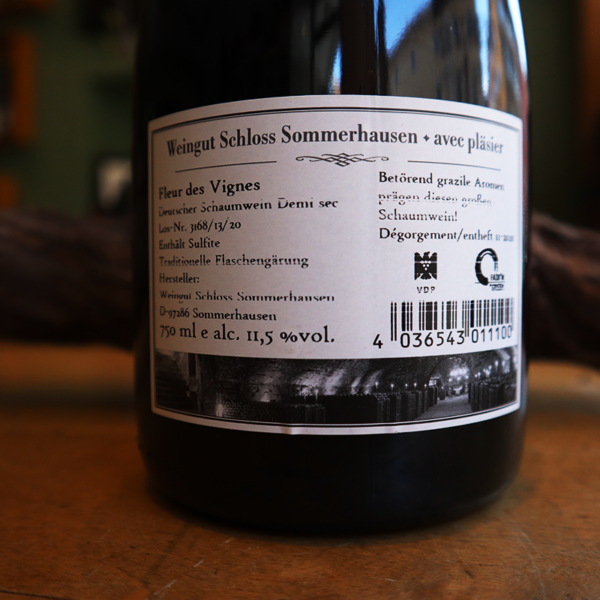 Weingut Schloss Sommerhausen ✦ avec pläsier
Fleur des Vignes
Deutscher Schaumwein Demi sec
Los-Nr. 3168/13/20
Enthält Sulfite
Traditionelle Flaschengärung
Hersteller:
Weingut Schloss Sommerhausen
D-97286 Sommerhausen
750 ml e alc. 11,5 %vol.
Betörend grazile Aromen
prägen diesen großen
Schaumwein!
Dégorgement/entheft
VDP
4 036543 011100